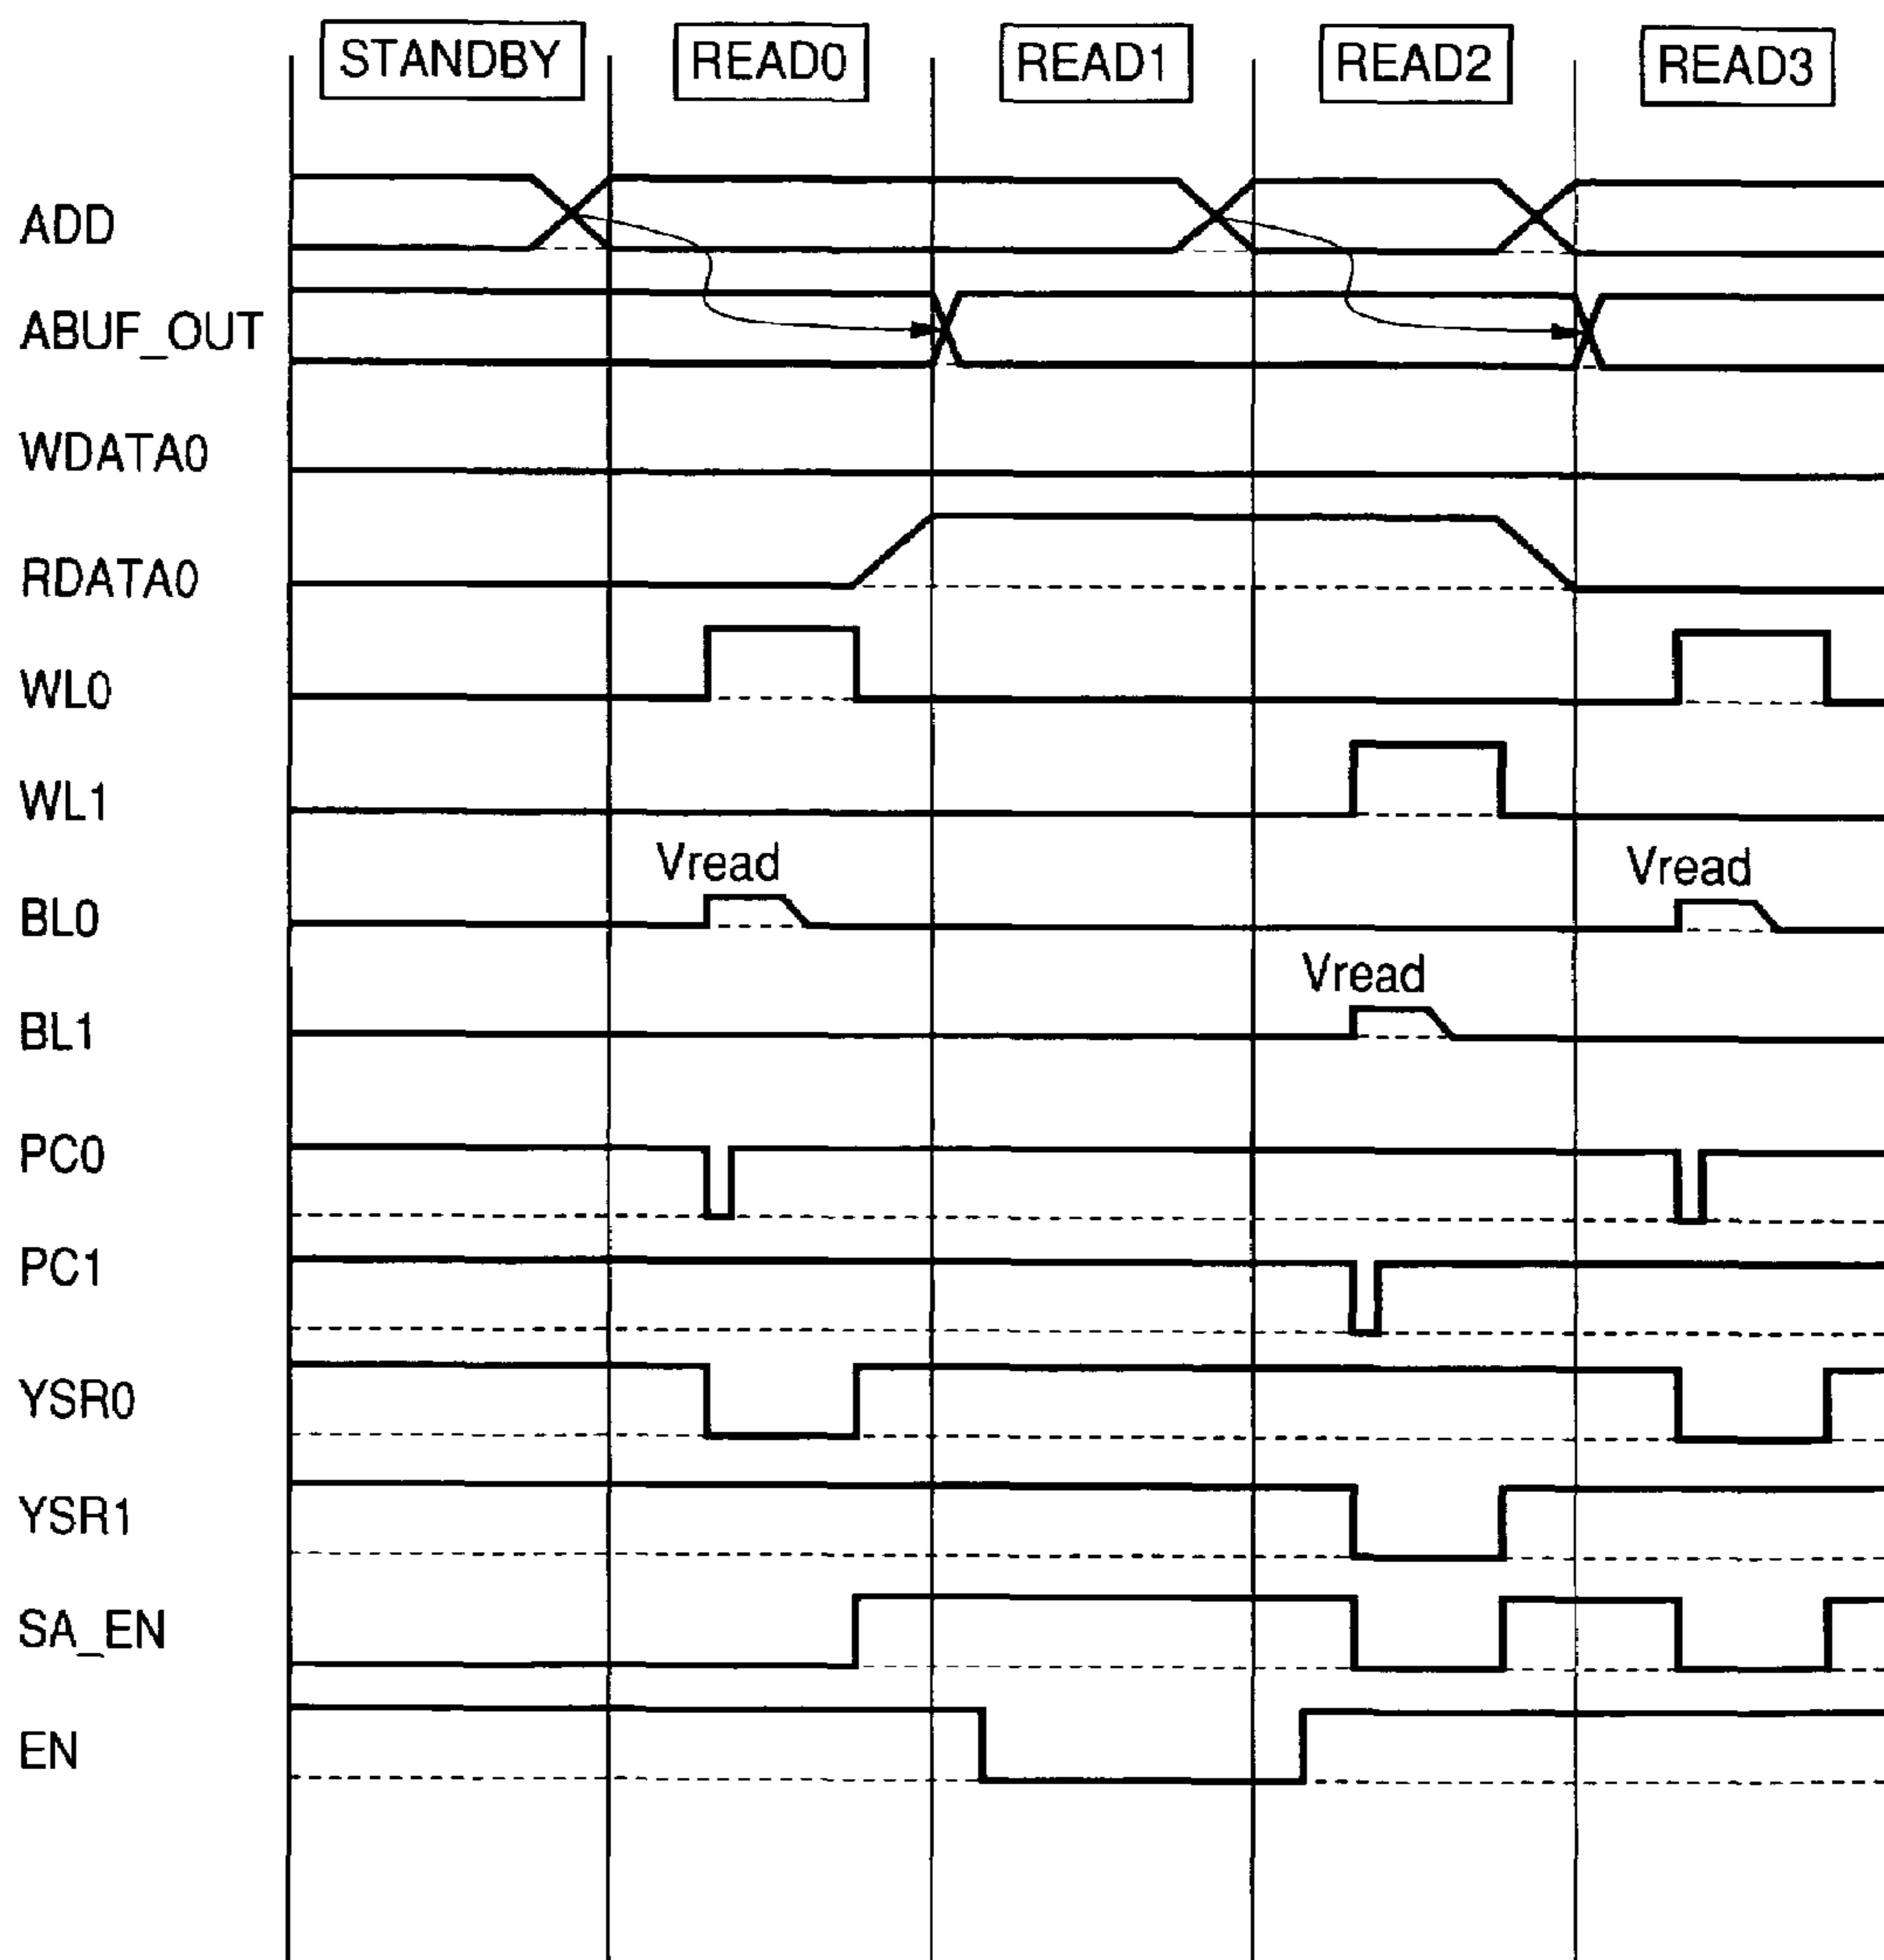 STANDBY READ0 READ1 READ2 READ3
ADD
ABUF_OUT
WDATA0
RDATA0
WL0
WL1
Vread Vread
BL0
Vread
BL1
PC0
PC1
YSR0
YSR1
SA_EN
EN